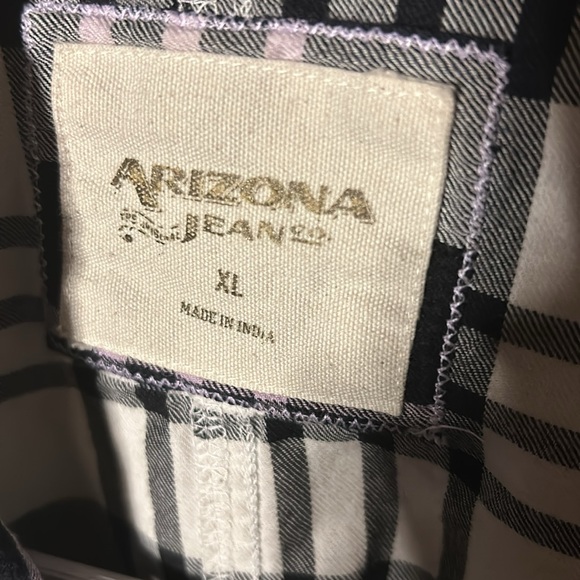 ARIZONA
JEAN CO.
XL
MADE IN INDIA